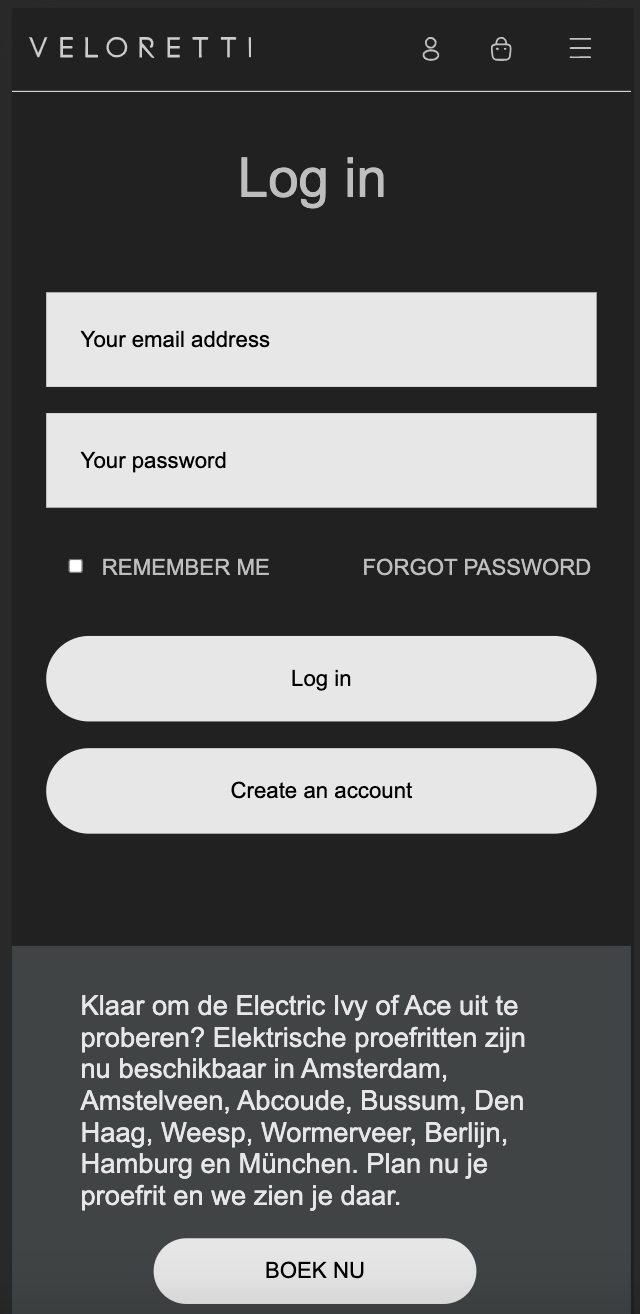 VELORETTI
Log in
Your email address
Your password
REMEMBER ME FORGOT PASSWORD
Log in
Create an account
Klaar om de Electric Ivy of Ace uit te
proberen? Elektrische proefritten zijn
nu beschikbaar in Amsterdam,
Amstelveen, Abcoude, Bussum, Den
Haag, Weesp, Wormerveer, Berlijn,
Hamburg en München. Plan nu je
proefrit en we zien je daar.
BOEK NU